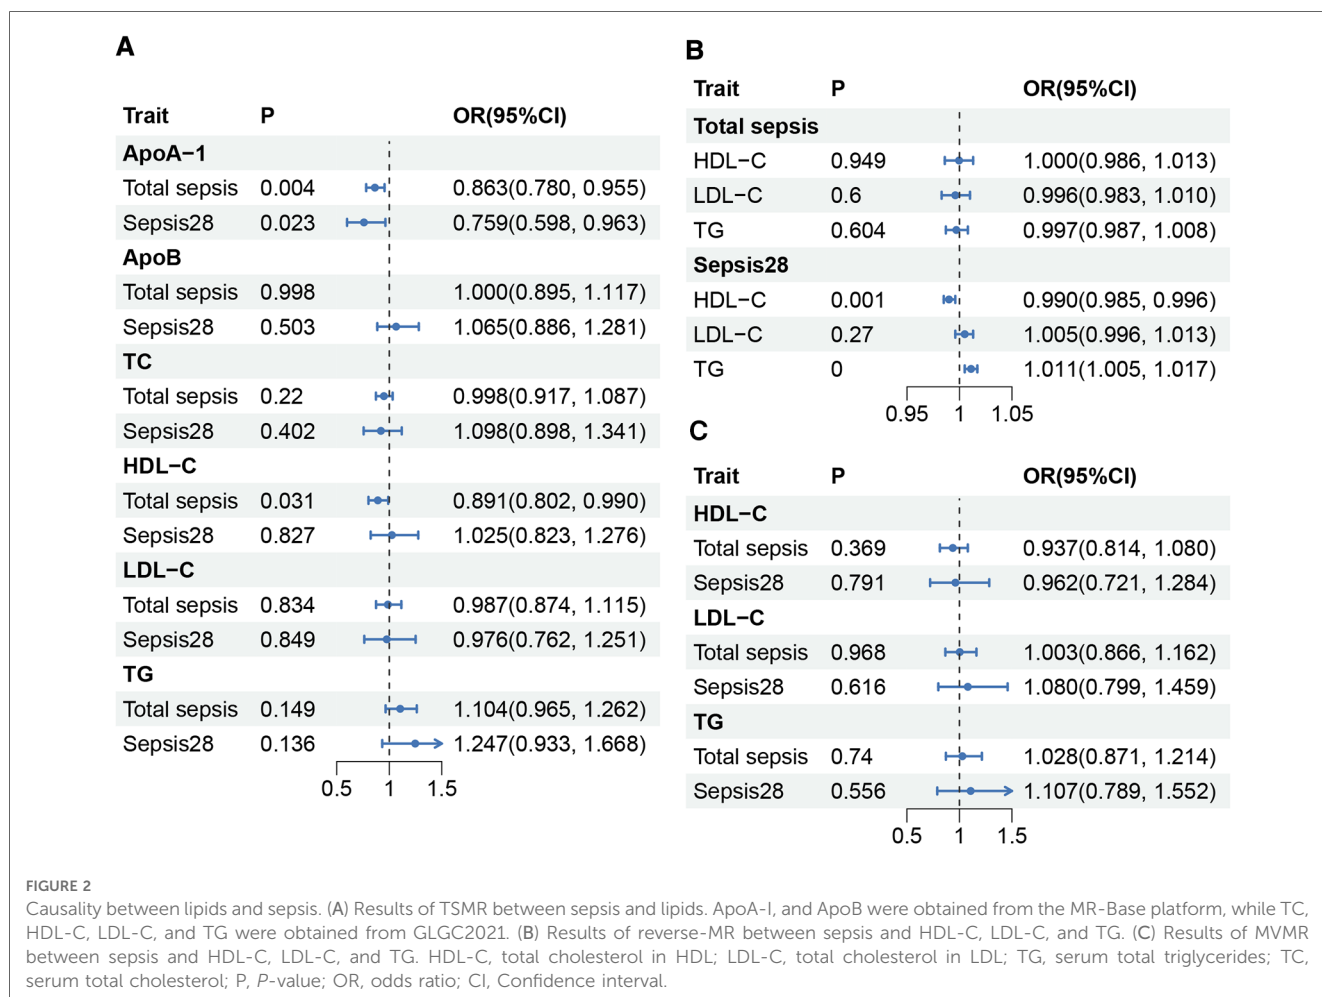 A
Trait P OR(95%CI)
ApoA−1
Total sepsis 0.004 0.863(0.780, 0.955)
Sepsis28 0.023 0.759(0.598, 0.963)
ApoB
Total sepsis 0.998 1.000(0.895, 1.117)
Sepsis28 0.503 1.065(0.886, 1.281)
TC
Total sepsis 0.22 0.998(0.917, 1.087)
Sepsis28 0.402 1.098(0.898, 1.341)
HDL−C
Total sepsis 0.031 0.891(0.802, 0.990)
Sepsis28 0.827 1.025(0.823, 1.276)
LDL−C
Total sepsis 0.834 0.987(0.874, 1.115)
Sepsis28 0.849 0.976(0.762, 1.251)
TG
Total sepsis 0.149 1.104(0.965, 1.262)
Sepsis28 0.136 1.247(0.933, 1.668)
0.5 1 1.5
B
Trait P OR(95%CI)
Total sepsis
HDL−C 0.949 1.000(0.986, 1.013)
LDL−C 0.6 0.996(0.983, 1.010)
TG 0.604 0.997(0.987, 1.008)
Sepsis28
HDL−C 0.001 0.990(0.985, 0.996)
LDL−C 0.27 1.005(0.996, 1.013)
TG 0 1.011(1.005, 1.017)
0.95 1 1.05
C
Trait P OR(95%CI)
HDL−C
Total sepsis 0.369 0.937(0.814, 1.080)
Sepsis28 0.791 0.962(0.721, 1.284)
LDL−C
Total sepsis 0.968 1.003(0.866, 1.162)
Sepsis28 0.616 1.080(0.799, 1.459)
TG
Total sepsis 0.74 1.028(0.871, 1.214)
Sepsis28 0.556 1.107(0.789, 1.552)
0.5 1 1.5
FIGURE 2
Causality between lipids and sepsis. (A) Results of TSMR between sepsis and lipids. ApoA-I, and ApoB were obtained from the MR-Base platform, while TC,
HDL-C, LDL-C, and TG were obtained from GLGC2021. (B) Results of reverse-MR between sepsis and HDL-C, LDL-C, and TG. (C) Results of MVMR
between sepsis and HDL-C, LDL-C, and TG. HDL-C, total cholesterol in HDL; LDL-C, total cholesterol in LDL; TG, serum total triglycerides; TC,
serum total cholesterol; P, P-value; OR, odds ratio; CI, Confidence interval.